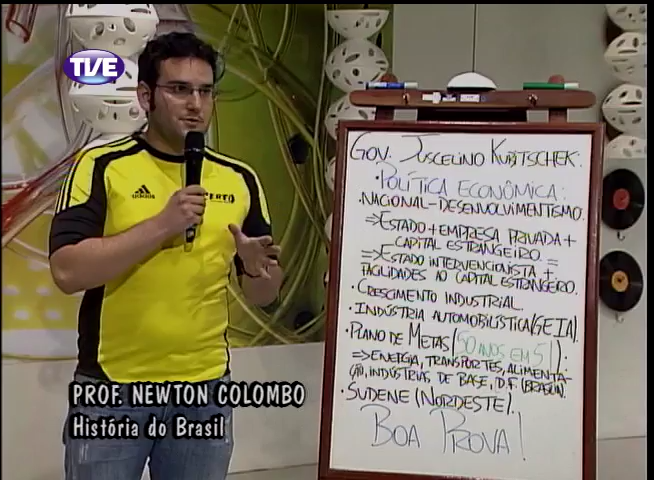 TVE
adidas
GOV. JUSCELINO KUBITSCHEK:
• POLÍTICA ECONÔMICA:
• NACIONAL-DESENVOLVIMENTISMO.
⇒ ESTADO + EMPRESA PRIVADA +
CAPITAL ESTRANGEIRO. =
⇒ ESTADO INTERVENCIONISTA +
FACILIDADES AO CAPITAL ESTRANGEIRO.
• CRESCIMENTO INDUSTRIAL.
• INDÚSTRIA AUTOMOBILÍSTICA (GEIA).
• PLANO DE METAS (50 ANOS EM 5!):
⇒ ENERGIA, TRANSPORTES, ALIMENTA-
ÇÃO, INDÚSTRIAS DE BASE, D.F. (BRASÍLIA).
• SUDENE (NORDESTE).
BOA PROVA!
PROF. NEWTON COLOMBO
História do Brasil